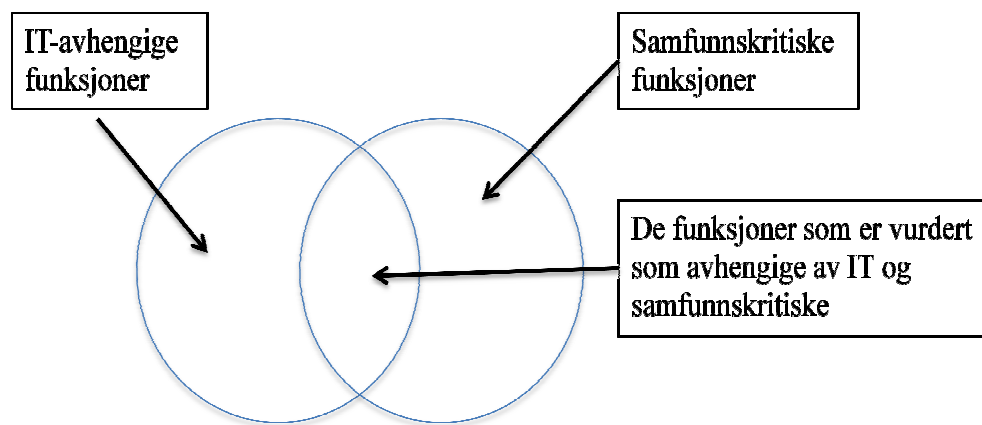 IT-avhengige
funksjoner
Samfunnskritiske
funksjoner
De funksjoner som er vurdert
som avhengige av IT og
samfunnskritiske